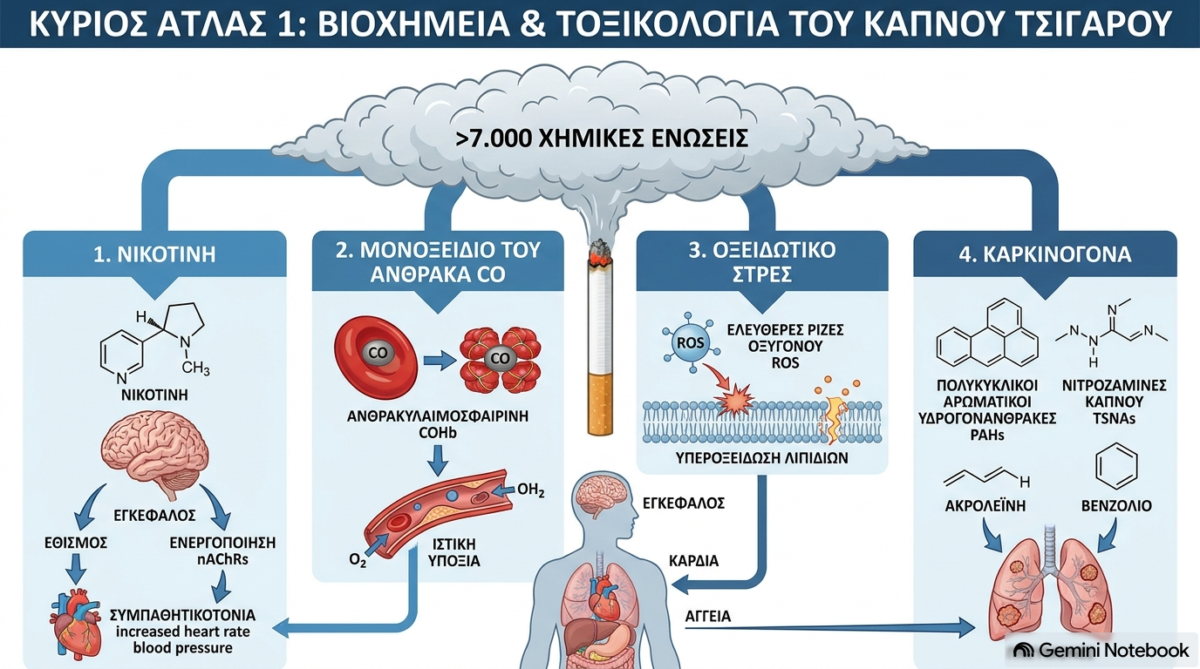 ΚΥΡΙΟΣ ΑΤΛΑΣ 1: ΒΙΟΧΗΜΕΙΑ & ΤΟΞΙΚΟΛΟΓΙΑ ΤΟΥ ΚΑΠΝΟΥ ΤΣΙΓΑΡΟΥ
>7.000 ΧΗΜΙΚΕΣ ΕΝΩΣΕΙΣ
1. ΝΙΚΟΤΙΝΗ
H
N
N
CH₃
ΝΙΚΟΤΙΝΗ
ΕΓΚΕΦΑΛΟΣ
ΕΘΙΣΜΟΣ
ΕΝΕΡΓΟΠΟΙΗΣΗ
nAChRs
ΣΥΜΠΑΘΗΤΙΚΟΤΟΝΙΑ
increased heart rate
blood pressure
2. ΜΟΝΟΞΕΙΔΙΟ ΤΟΥ
ΑΝΘΡΑΚΑ CO
CO
CO
ΑΝΘΡΑΚΥΛΑΙΜΟΣΦΑΙΡΙΝΗ
COHb
OH₂
O₂
ΙΣΤΙΚΗ
ΥΠΟΞΙΑ
3. ΟΞΕΙΔΩΤΙΚΟ
ΣΤΡΕΣ
ROS
ΕΛΕΥΘΕΡΕΣ ΡΙΖΕΣ
ΟΞΥΓΟΝΟΥ
ROS
ΥΠΕΡΟΞΕΙΔΩΣΗ ΛΙΠΙΔΙΩΝ
ΕΓΚΕΦΑΛΟΣ
ΚΑΡΔΙΑ
ΑΓΓΕΙΑ
4. ΚΑΡΚΙΝΟΓΟΝΑ
ΠΟΛΥΚΥΚΛΙΚΟΙ
ΑΡΩΜΑΤΙΚΟΙ
ΥΔΡΟΓΟΝΑΝΘΡΑΚΕΣ
PAHs
N
N
N
N
H
ΝΙΤΡΟΖΑΜΙΝΕΣ
ΚΑΠΝΟΥ
TSNAs
H
ΑΚΡΟΛΕΪΝΗ
ΒΕΝΖΟΛΙΟ
Gemini Notebook